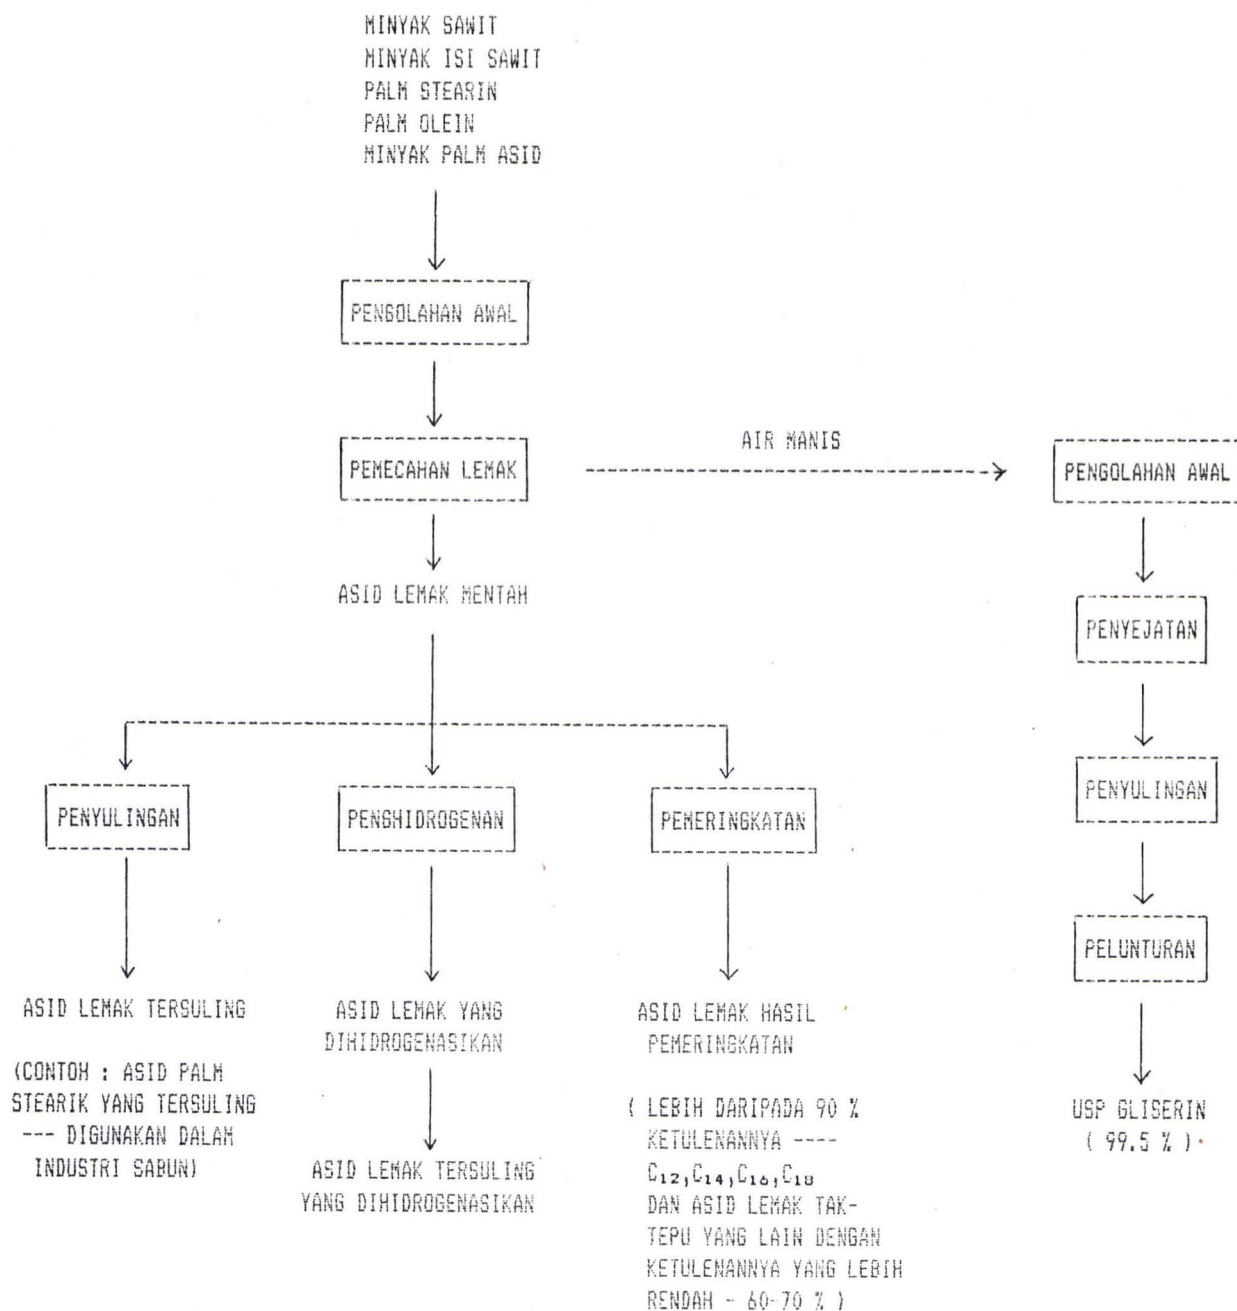 MINYAK SAWIT
MINYAK ISI SAWIT
PALM STEARIN
PALM OLEIN
MINYAK PALM ASID
PENGOLAHAN AWAL
PEMECAHAN LEMAK
AIR MANIS
PENGOLAHAN AWAL
ASID LEMAK MENTAH
PENYEJATAN
PENYULINGAN
PENGHIDROGENAN
PEMERINGKATAN
PENYULINGAN
PELUNTURAN
ASID LEMAK TERSULING
(CONTOH : ASID PALM
STEARIK YANG TERSULING
--- DIGUNAKAN DALAM
INDUSTRI SABUN)
ASID LEMAK YANG
DIHIDROGENASIKAN
ASID LEMAK TERSULING
YANG DIHIDROGENASIKAN
ASID LEMAK HASIL
PEMERINGKATAN
( LEBIH DARIPADA 90 %
KETULENANNYA ----
C12,C14,C16,C18
DAN ASID LEMAK TAK-
TEPU YANG LAIN DENGAN
KETULENANNYA YANG LEBIH
RENDAH - 60-70 % )
USP GLISERIN
( 99.5 % )